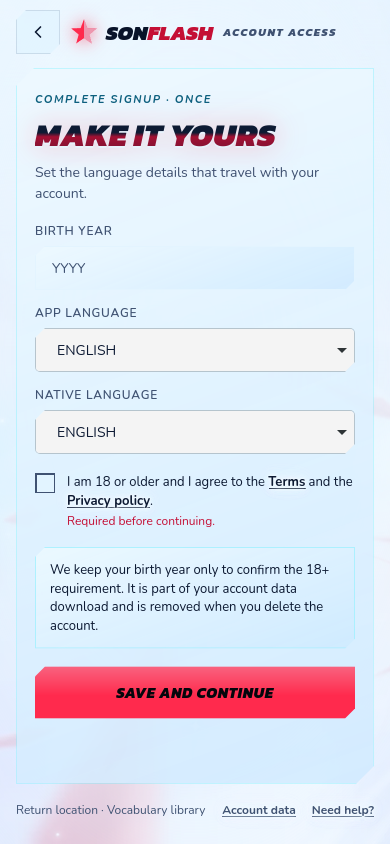 SONFLASH ACCOUNT ACCESS
COMPLETE SIGNUP · ONCE
MAKE IT YOURS
Set the language details that travel with your
account.
BIRTH YEAR
YYYY
APP LANGUAGE
ENGLISH
NATIVE LANGUAGE
ENGLISH
I am 18 or older and I agree to the Terms and the
Privacy policy.
Required before continuing.
We keep your birth year only to confirm the 18+
requirement. It is part of your account data
download and is removed when you delete the
account.
SAVE AND CONTINUE
Return location · Vocabulary library Account data Need help?